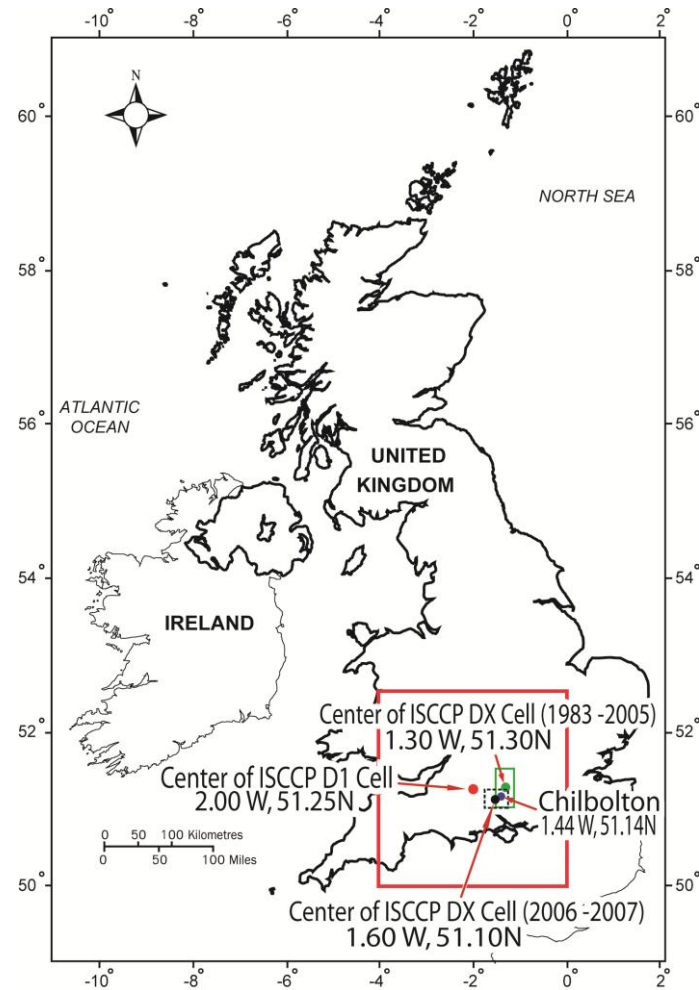 -10° -8° -6° -4° -2° 0° 2°
N
60° 60°
NORTH SEA
58° 58°
ATLANTIC
OCEAN
56° 56°
UNITED
KINGDOM
54° 54°
IRELAND
52° 52°
Center of ISCCP DX Cell (1983 -2005)
1.30 W, 51.30N
Center of ISCCP D1 Cell
2.00 W, 51.25N
Chilbolton
1.44 W, 51.14N
0 50 100 Kilometres
0 50 100 Miles
50° 50°
Center of ISCCP DX Cell (2006 -2007)
1.60 W, 51.10N
-10 -8 -6 -4 -2 0 2°